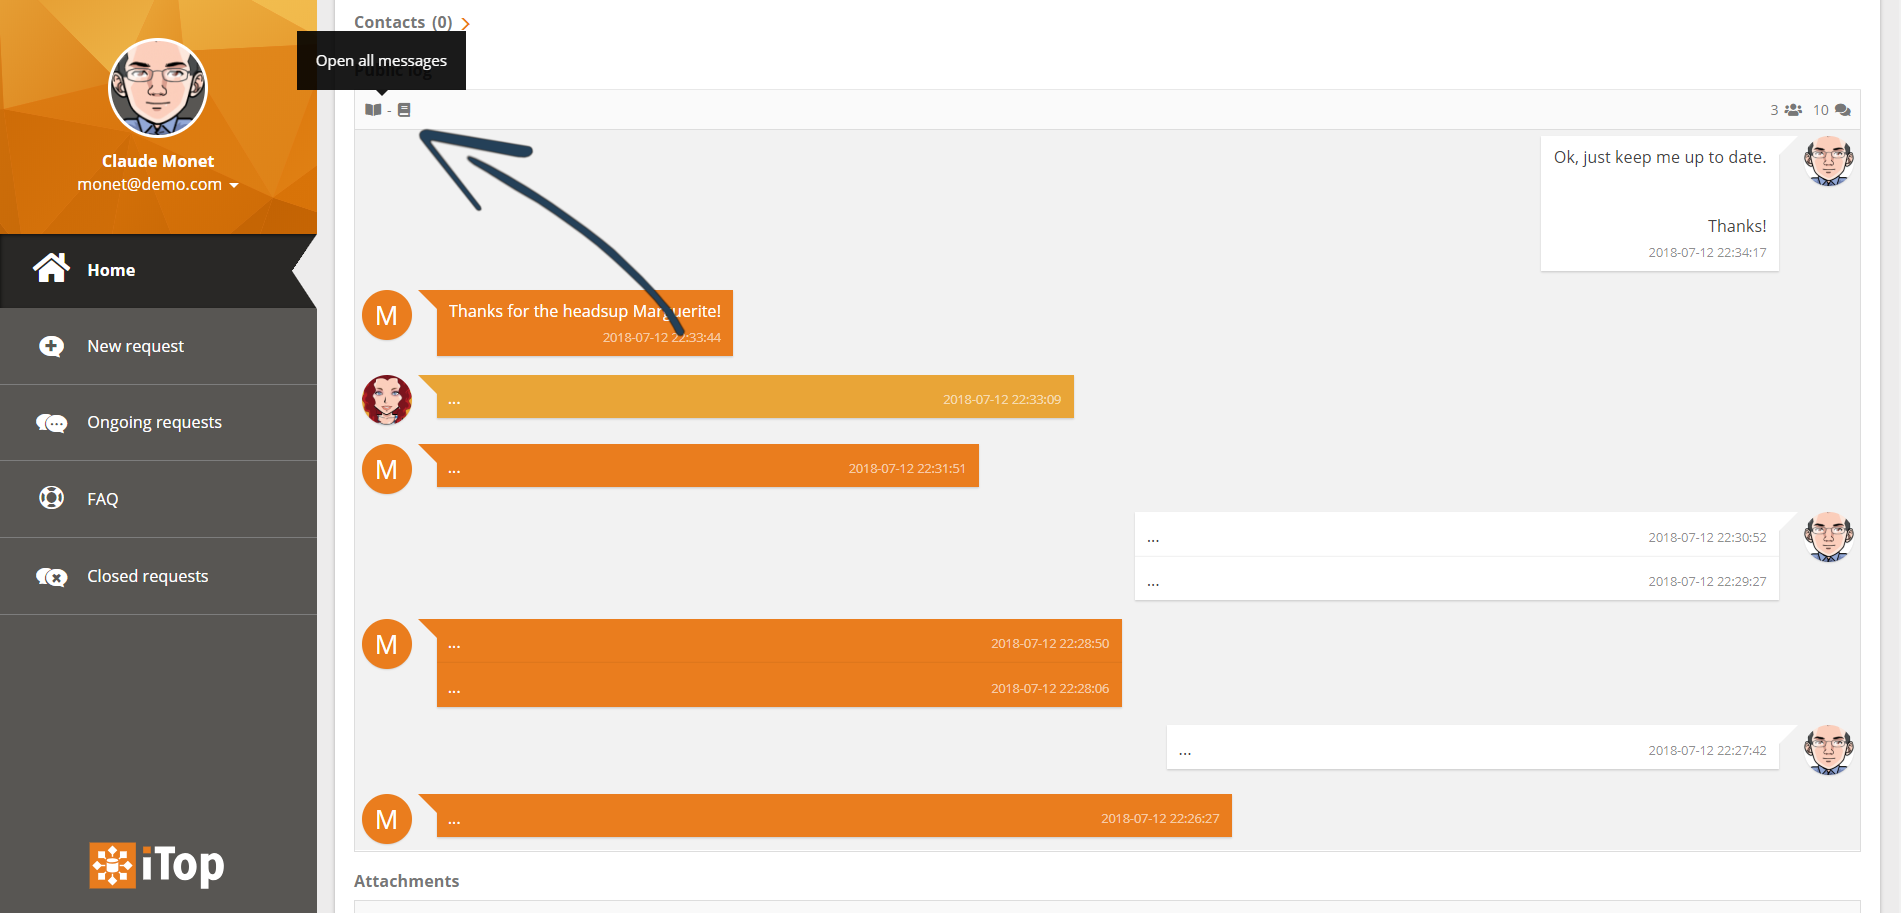 Claude Monet
monet@demo.com
Home
New request
Ongoing requests
FAQ
Closed requests
iTop
Contacts (0)
Open all messages
Public log
-
3 10
Ok, just keep me up to date.
Thanks!
2018-07-12 22:34:17
M
Thanks for the headsup Marguerite!
2018-07-12 22:33:44
... 2018-07-12 22:33:09
M
... 2018-07-12 22:31:51
... 2018-07-12 22:30:52
... 2018-07-12 22:29:27
M
... 2018-07-12 22:28:50
... 2018-07-12 22:28:06
... 2018-07-12 22:27:42
M
... 2018-07-12 22:26:27
Attachments